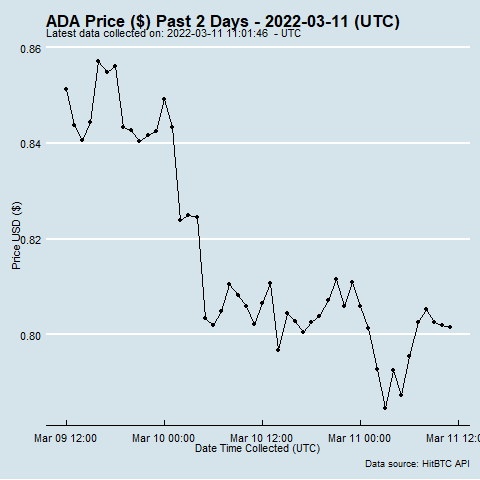 ADA Price ($) Past 2 Days - 2022-03-11 (UTC)
Latest data collected on: 2022-03-11 11:01:46  - UTC
0.86
0.84
0.82
0.80
Price USD ($)
Mar 09 12:00
Mar 10 00:00
Mar 10 12:00
Mar 11 00:00
Mar 11 12:0
Date Time Collected (UTC)
Data source: HitBTC API